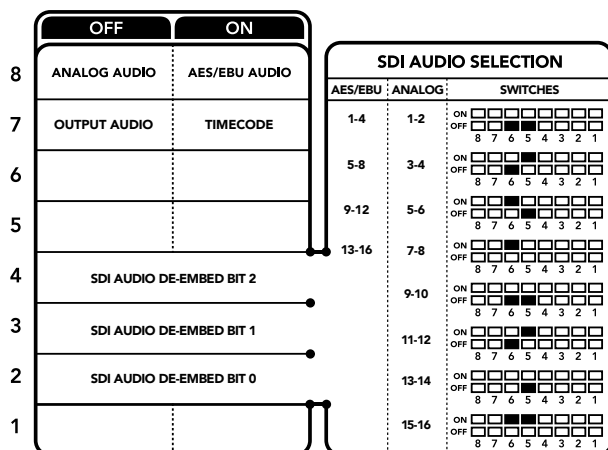 OFF ON
8 ANALOG AUDIO AES/EBU AUDIO
7 OUTPUT AUDIO TIMECODE
6
5
4 SDI AUDIO DE-EMBED BIT 2
3 SDI AUDIO DE-EMBED BIT 1
2 SDI AUDIO DE-EMBED BIT 0
1
SDI AUDIO SELECTION
AES/EBU ANALOG SWITCHES
1-4 1-2 ON
OFF
8 7 6 5 4 3 2 1
5-8 3-4 ON
OFF
8 7 6 5 4 3 2 1
9-12 5-6 ON
OFF
8 7 6 5 4 3 2 1
13-16 7-8 ON
OFF
8 7 6 5 4 3 2 1
9-10 ON
OFF
8 7 6 5 4 3 2 1
11-12 ON
OFF
8 7 6 5 4 3 2 1
13-14 ON
OFF
8 7 6 5 4 3 2 1
15-16 ON
OFF
8 7 6 5 4 3 2 1